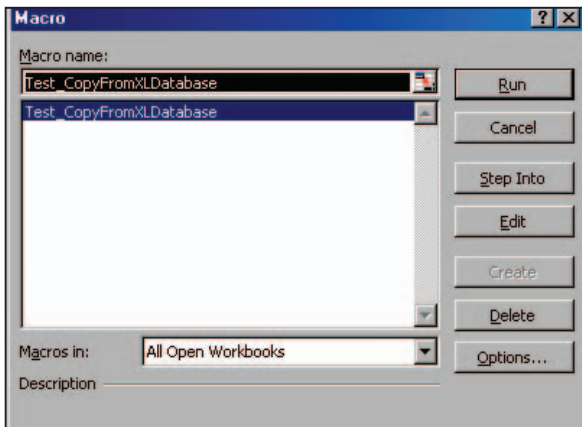 Macro
Macro name:
Test_CopyFromXLDatabase
Test_CopyFromXLDatabase
Run
Cancel
Step Into
Edit
Create
Delete
Macros in:
All Open Workbooks
Options...
Description